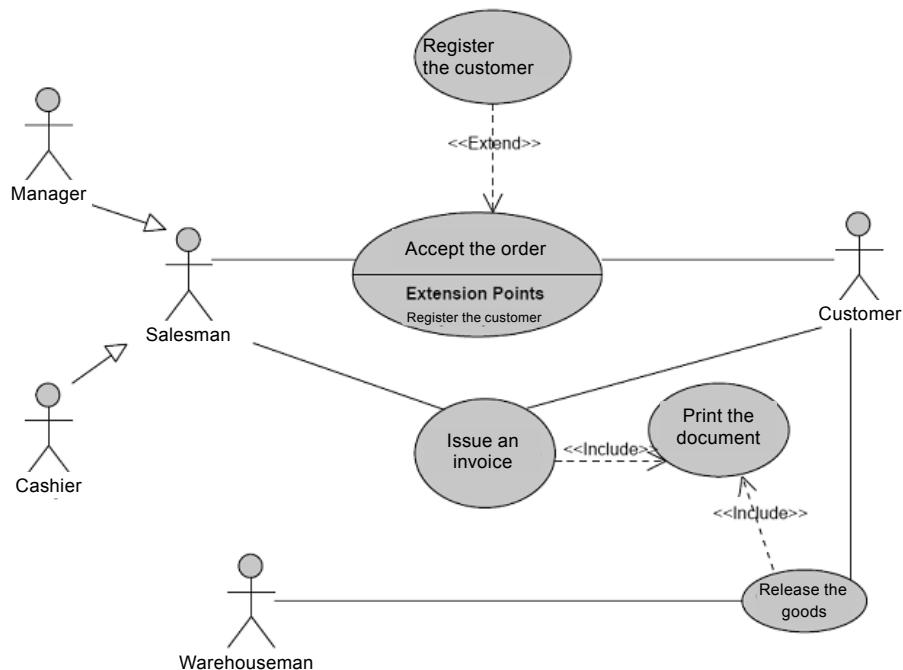 Register
the customer
<<Extend>>
Manager
Accept the order
Extension Points
Register the customer
Salesman
Customer
Print the
document
Issue an
invoice
<<Include>>
Cashier
<<Include>>
Release the
goods
Warehouseman